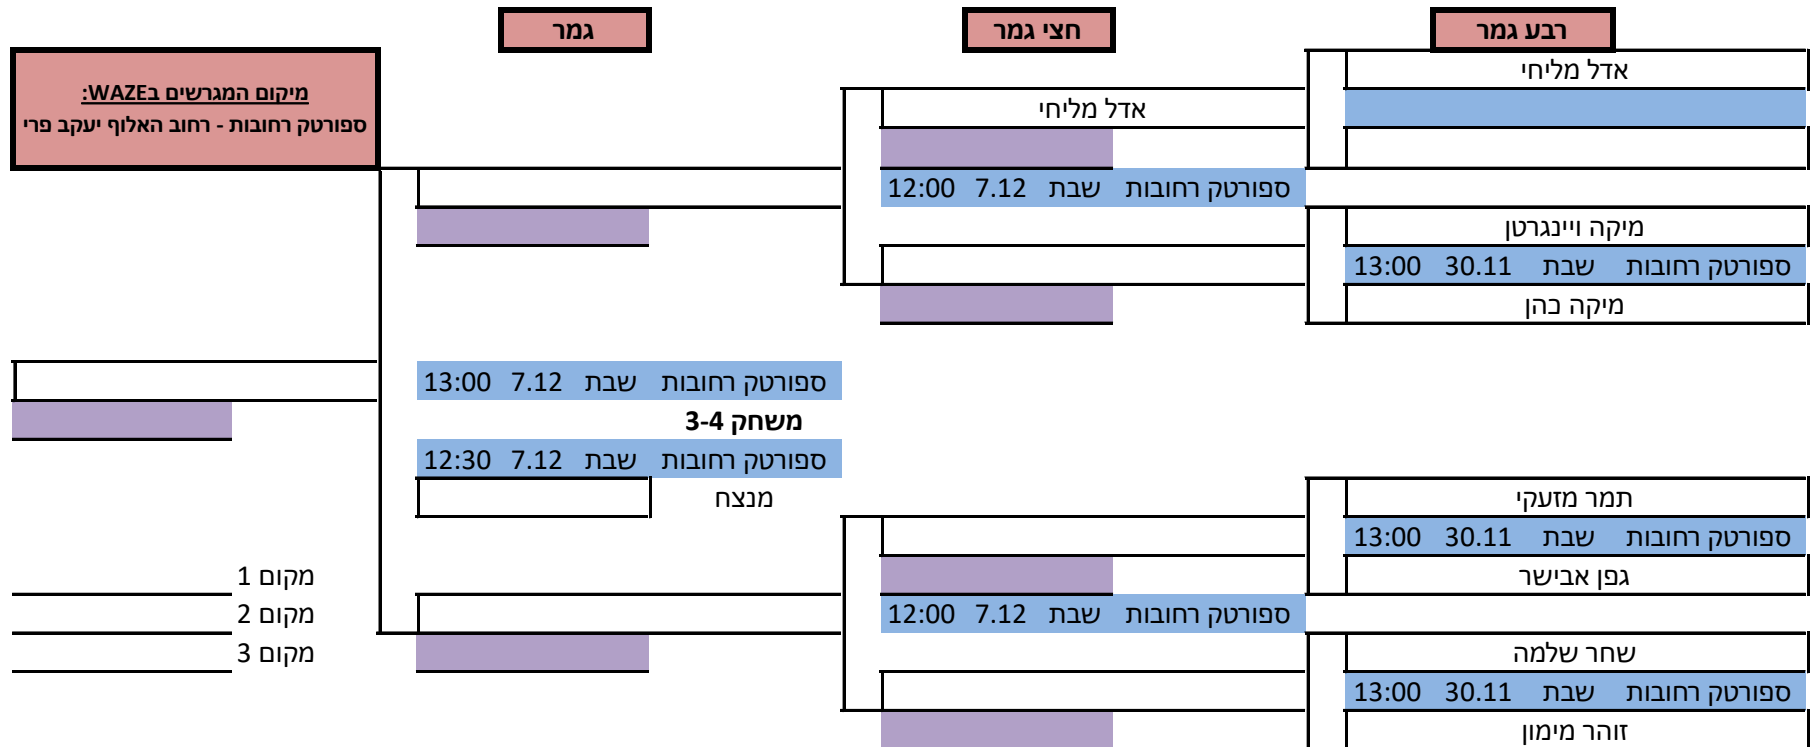 רבע גמר
חצי גמר
גמר
מיקום המגרשים בWAZE:
ספורטק רחובות - רחוב האלוף יעקב פרי
אדל מליחי
אדל מליחי
ספורטק רחובות שבת 7.12 12:00
מיקה ויינגרטן
ספורטק רחובות שבת 30.11 13:00
מיקה כהן
ספורטק רחובות שבת 7.12 13:00
משחק 3-4
ספורטק רחובות שבת 7.12 12:30
מנצח
תמר מזעקי
ספורטק רחובות שבת 30.11 13:00
גפן אבישר
ספורטק רחובות שבת 7.12 12:00
שחר שלמה
ספורטק רחובות שבת 30.11 13:00
זוהר מימון
מקום 1
מקום 2
מקום 3